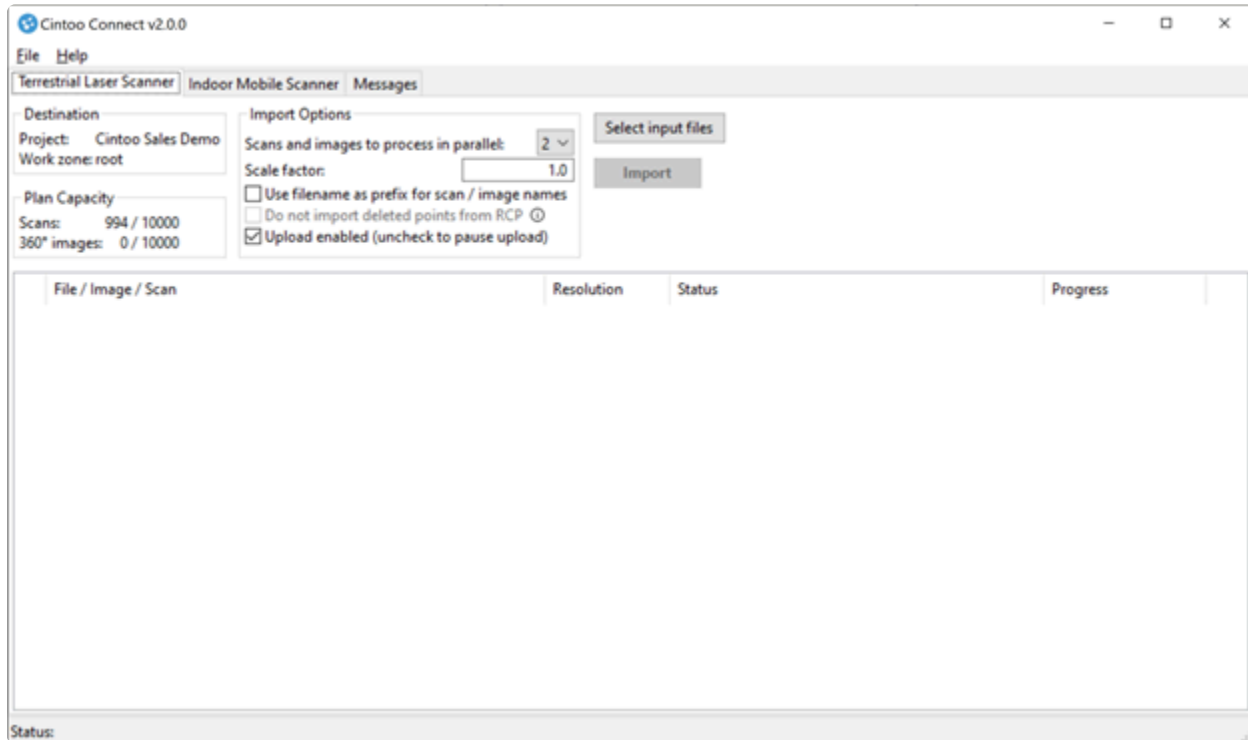 Cintoo Connect v2.0.0
File Help
Terrestrial Laser Scanner Indoor Mobile Scanner Messages
Destination
Project: Cintoo Sales Demo
Work zone: root
Plan Capacity
Scans: 994 / 10000
360° images: 0 / 10000
Import Options
Scans and images to process in parallel: 2
Scale factor: 1.0
Use filename as prefix for scan / image names
Do not import deleted points from RCP
Upload enabled (uncheck to pause upload)
Select input files
Import
File / Image / Scan Resolution Status Progress
Status: